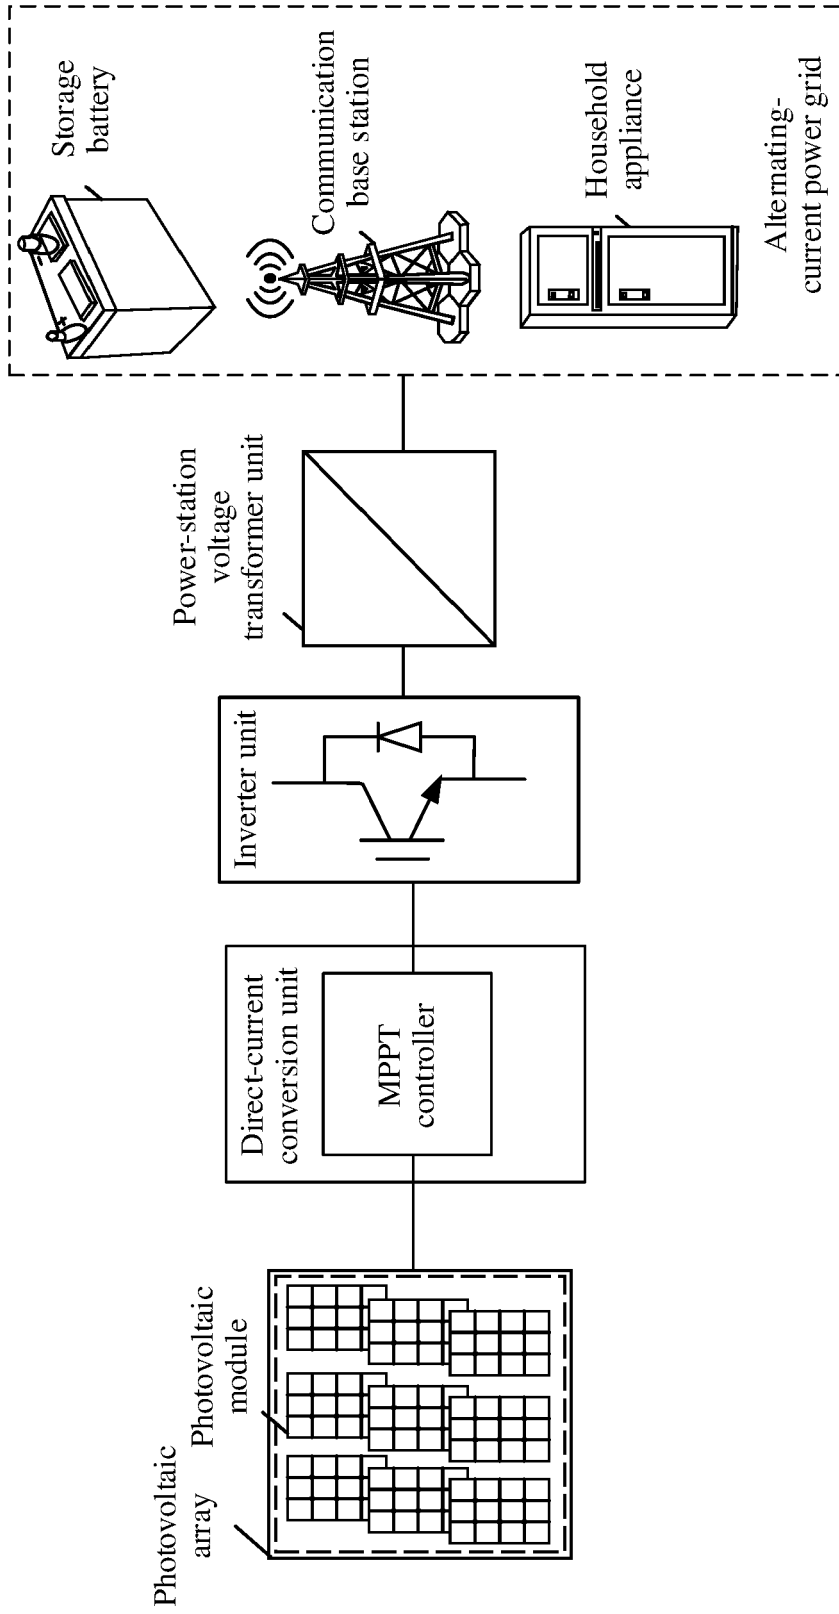 Photovoltaic
array
Photovoltaic
module
Direct-current
conversion unit
MPPT
controller
Inverter unit
Power-station
voltage
transformer unit
Storage
battery
+
Communication
base station
Household
appliance
Alternating-
current power grid